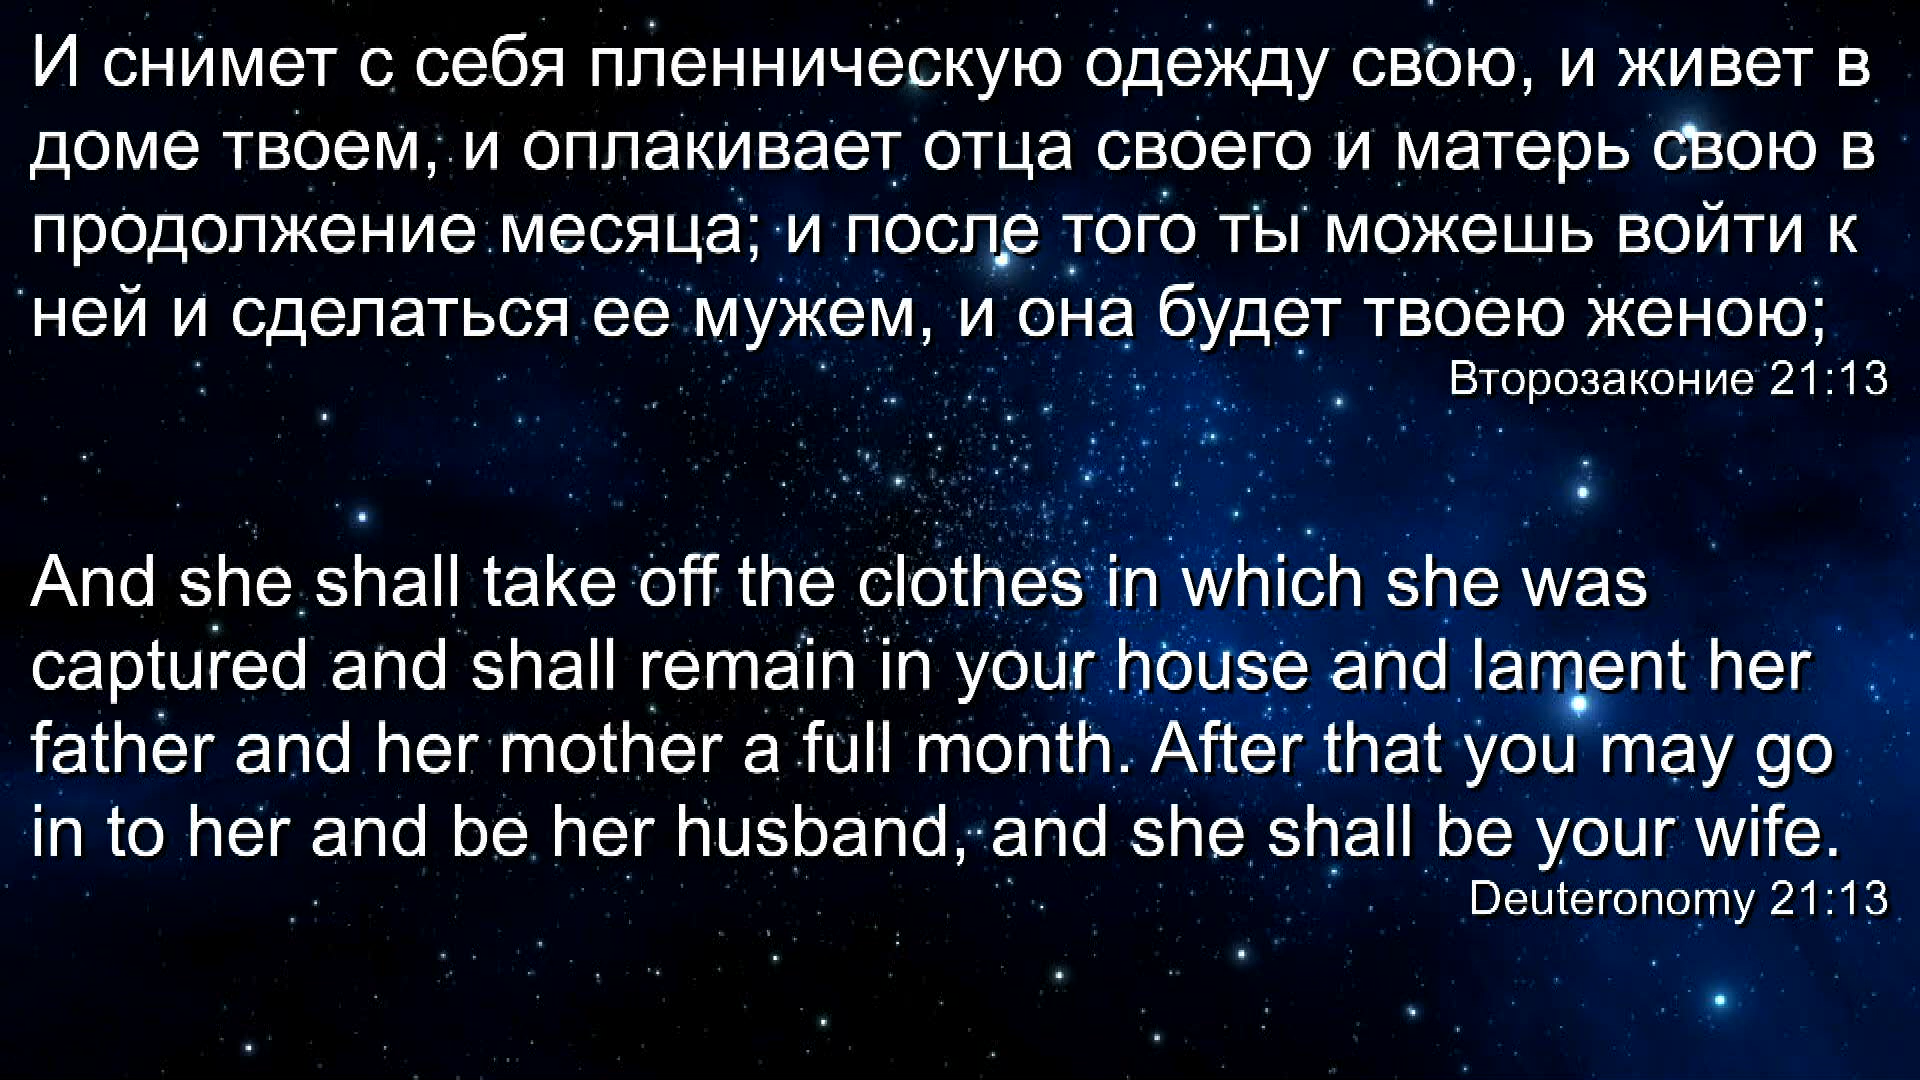 И снимет с себя пленническую одежду свою, и живет в
доме твоем, и оплакивает отца своего и матерь свою в
продолжение месяца; и после того ты можешь войти к
ней и сделаться ее мужем, и она будет твоею женою;
Второзаконие 21:13
And she shall take off the clothes in which she was
captured and shall remain in your house and lament her
father and her mother a full month. After that you may go
in to her and be her husband, and she shall be your wife.
Deuteronomy 21:13